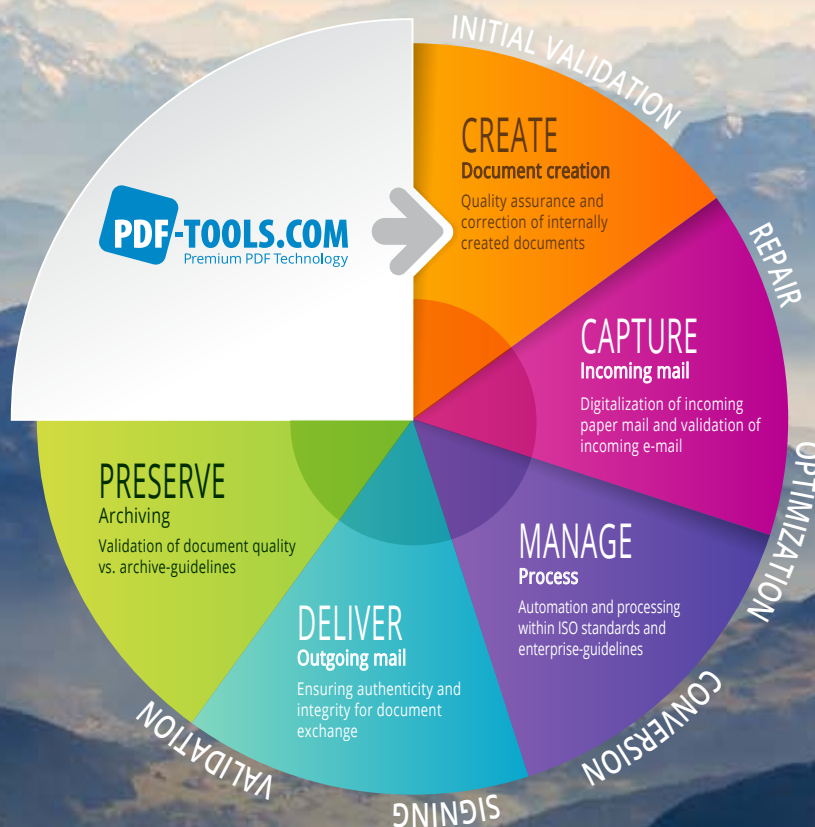 INITIAL VALIDATION
CREATE
Document creation
Quality assurance and
correction of internally
created documents
PDF-TOOLS.COM
Premium PDF Technology
REPAIR
CAPTURE
Incoming mail
Digitalization of incoming
paper mail and validation of
incoming e-mail
OPTIMIZATION
MANAGE
Process
Automation and processing
within ISO standards and
enterprise-guidelines
CONVERSION
DELIVER
Outgoing mail
Ensuring authenticity and
integrity for document
exchange
SIGNING
PRESERVE
Archiving
Validation of document quality
vs. archive-guidelines
VALIDATION